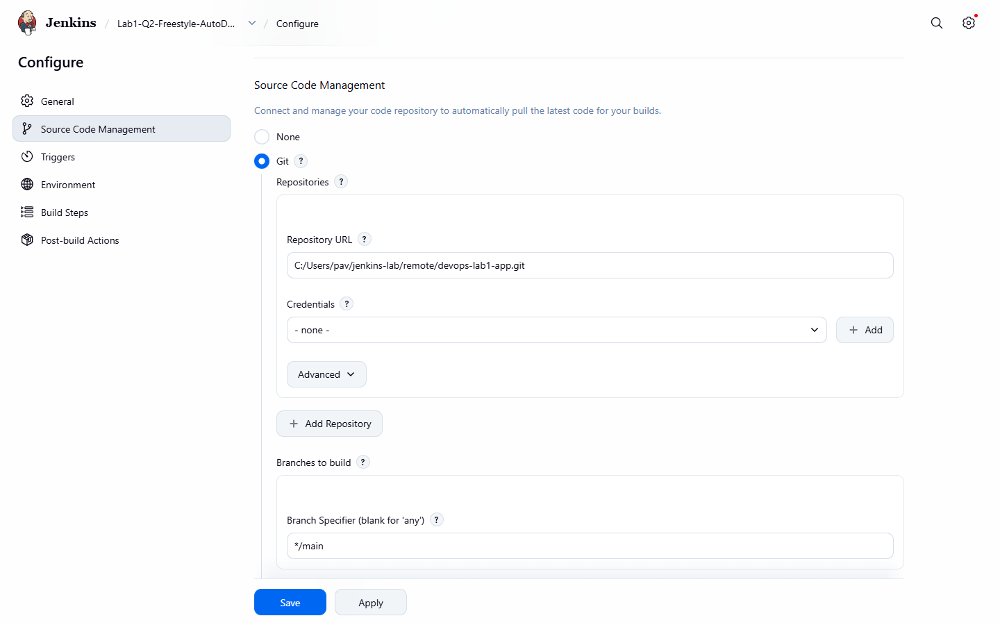 Jenkins / Lab1-Q2-Freestyle-AutoD... / Configure
Configure
General
Source Code Management
Triggers
Environment
Build Steps
Post-build Actions
Source Code Management
Connect and manage your code repository to automatically pull the latest code for your builds.
None
Git ?
Repositories ?
Repository URL ?
C:/Users/pav/jenkins-lab/remote/devops-lab1-app.git
Credentials ?
- none -
+ Add
Advanced
+ Add Repository
Branches to build ?
Branch Specifier (blank for 'any') ?
*/main
Save
Apply